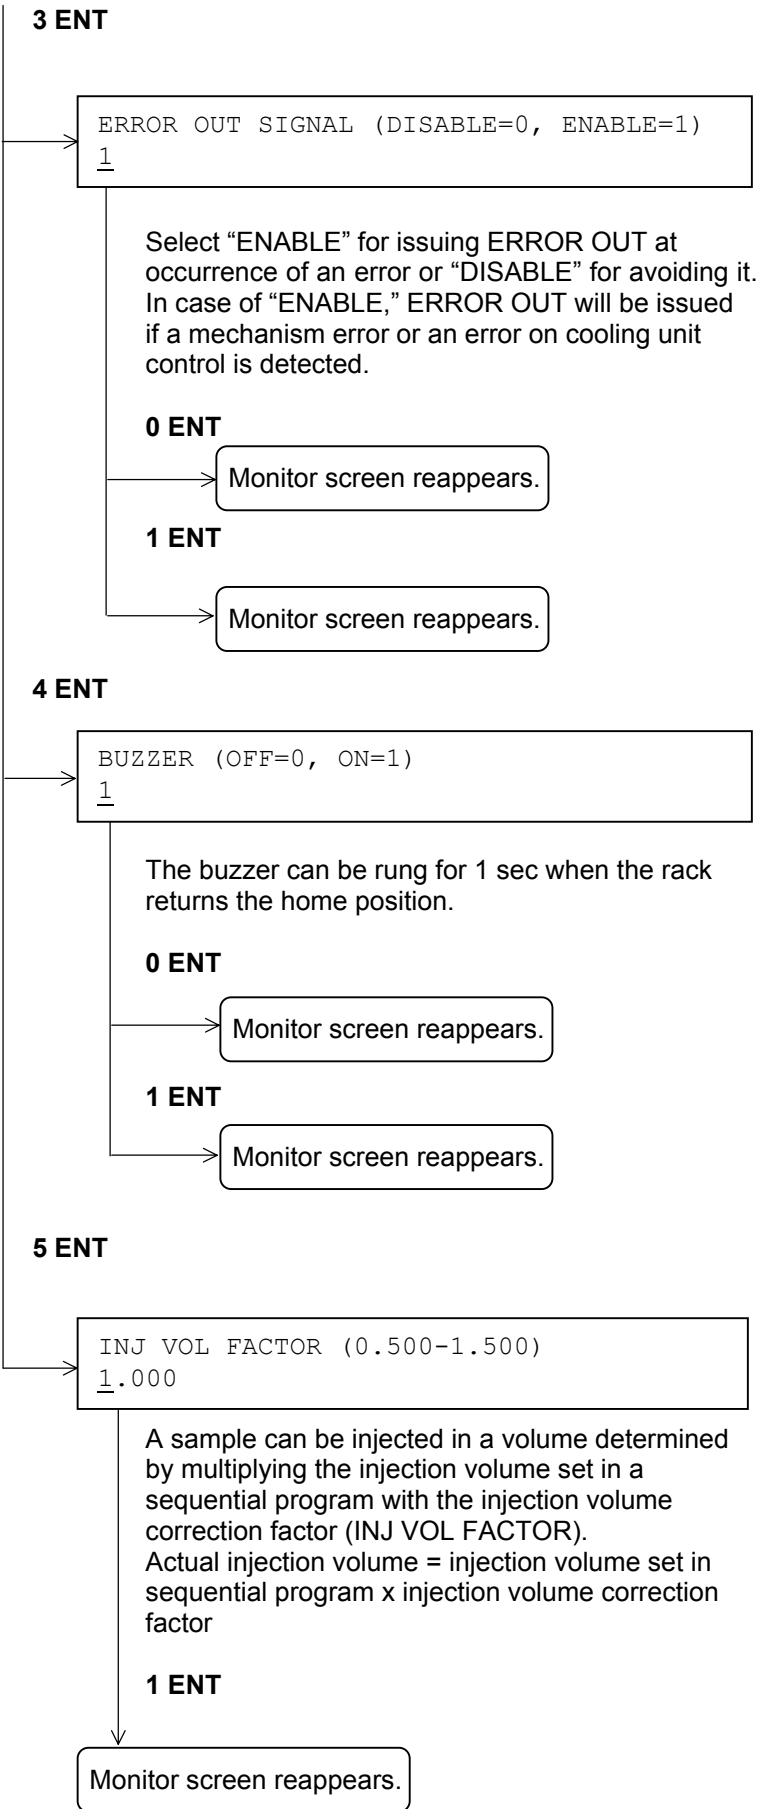 3 ENT
ERROR OUT SIGNAL (DISABLE=0, ENABLE=1)
1
Select “ENABLE” for issuing ERROR OUT at
occurrence of an error or “DISABLE” for avoiding it.
In case of “ENABLE,” ERROR OUT will be issued
if a mechanism error or an error on cooling unit
control is detected.
0 ENT
Monitor screen reappears.
1 ENT
Monitor screen reappears.
4 ENT
BUZZER (OFF=0, ON=1)
1
The buzzer can be rung for 1 sec when the rack
returns the home position.
0 ENT
Monitor screen reappears.
1 ENT
Monitor screen reappears.
5 ENT
INJ VOL FACTOR (0.500-1.500)
1.000
A sample can be injected in a volume determined
by multiplying the injection volume set in a
sequential program with the injection volume
correction factor (INJ VOL FACTOR).
Actual injection volume = injection volume set in
sequential program x injection volume correction
factor
1 ENT
Monitor screen reappears.